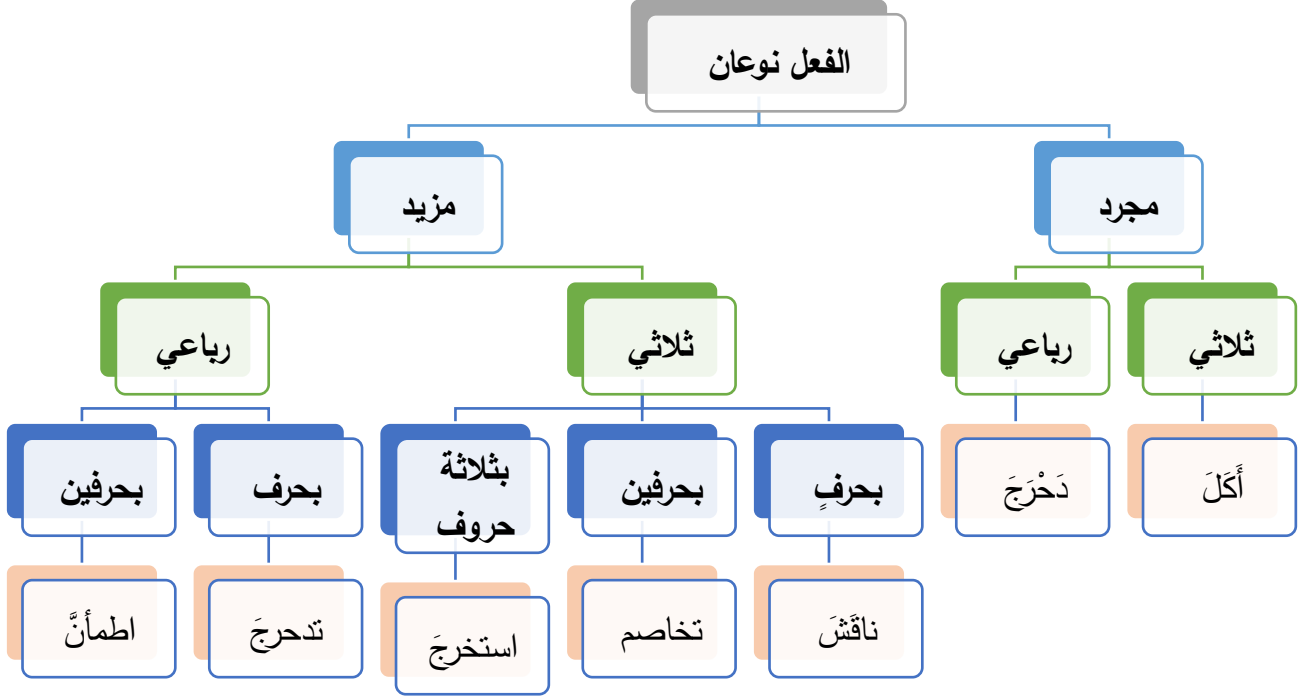 الفعل نوعان
مجرد
مزيد
ثلاثي
رباعي
ثلاثي
رباعي
أَكَلَ
دَحْرَجَ
بحرفٍ
بحرفين
بثلاثة
حروف
بحرف
بحرفين
ناقَشَ
تخاصم
استخرجَ
تدحرجَ
اطمأنَّ